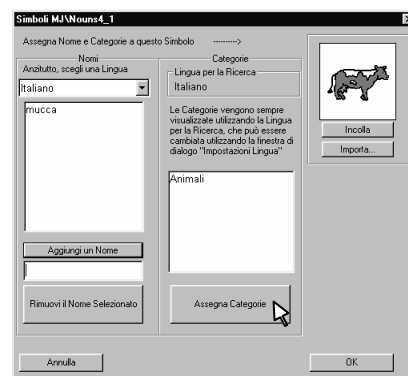 Simboli MJ\Nouns4_1
Assegna Nome e Categorie a questo Simbolo ---------->
Nomi
Anzitutto, scegli una Lingua
Italiano
mucca
Aggiungi un Nome
Rimuovi il Nome Selezionato
Categorie
Lingua per la Ricerca
Italiano
Le Categorie vengono sempre
visualizzate utilizzando la Lingua
per la Ricerca, che può essere
cambiata utilizzando la finestra di
dialogo "Impostazioni Lingua"
Animali
Assegna Categorie
Incolla
Importa...
Annulla
OK